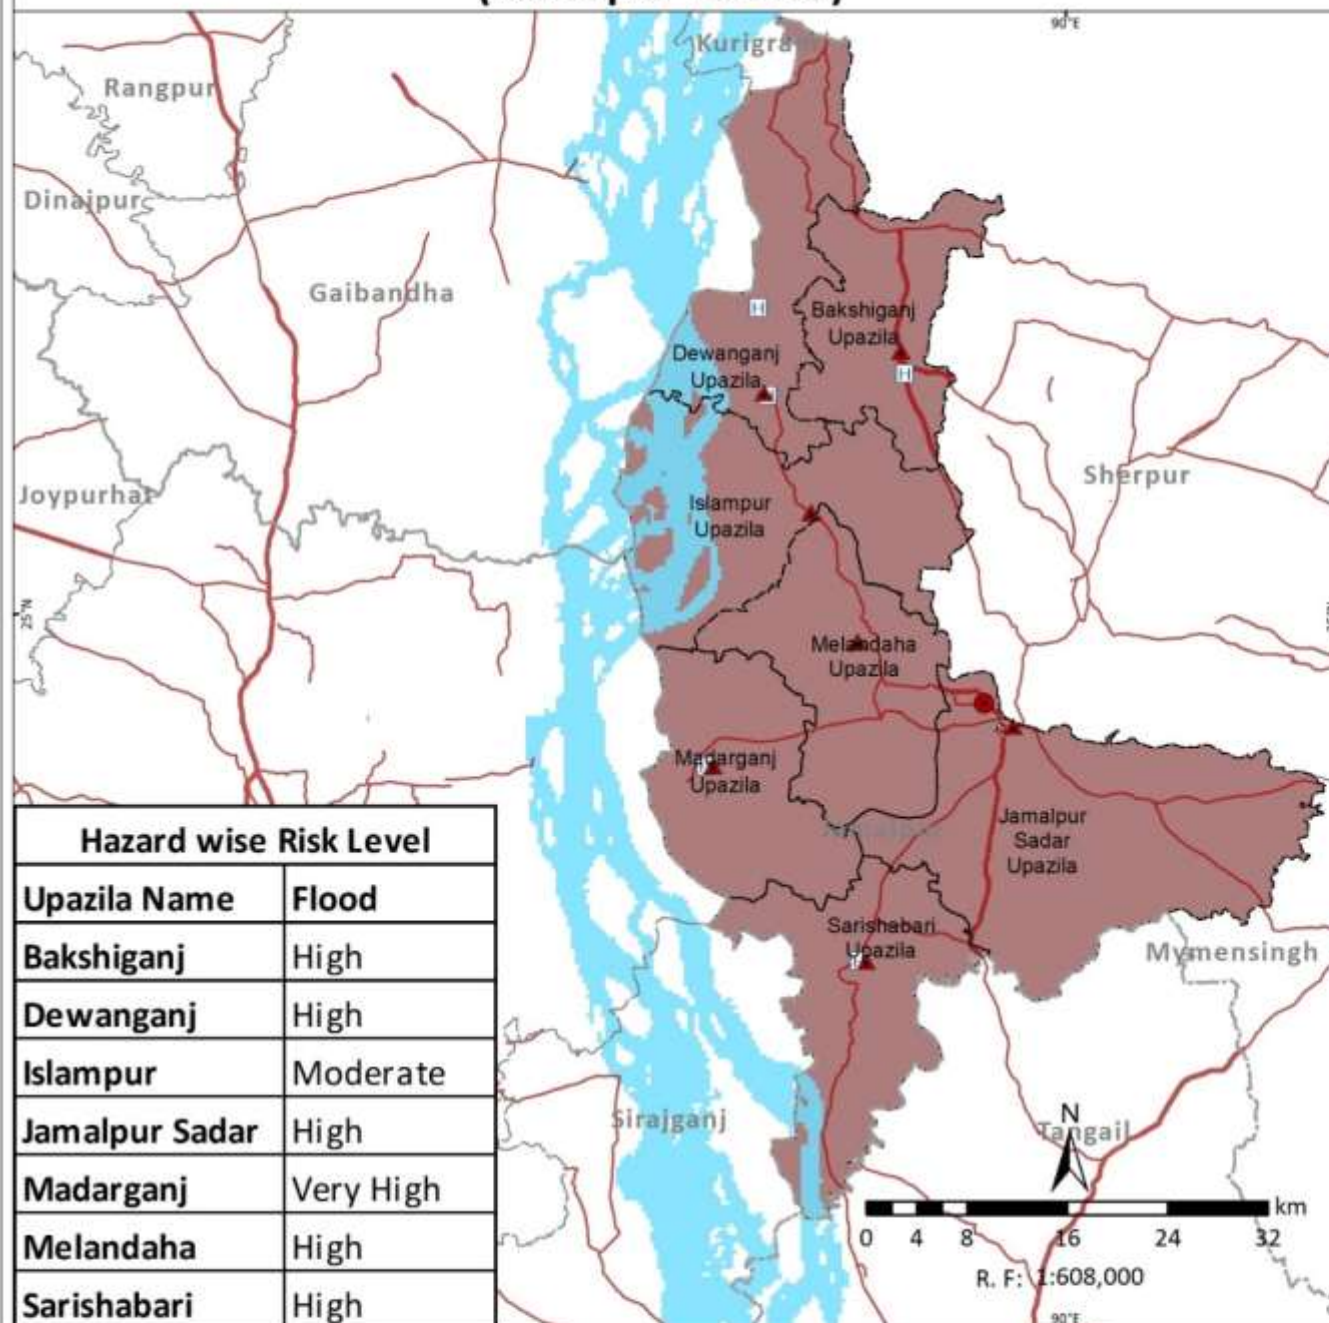 90°E
Kurigram
Rangpur
Dinajpur
Gaibandha
Bakshiganj
Upazila
H
Dewanganj
Upazila
H
Joypurhat
Sherpur
Islampur
Upazila
25°N
Melandaha
Upazila
Madarganj
Upazila
Jamalpur
Sadar
Upazila
Sarishabari
Upazila
Mymensingh
Sirajganj
N
Tangail
km
0 4 8 16 24 32
R. F: 1:608,000
90°E
Hazard wise Risk Level
Upazila Name Flood
Bakshiganj High
Dewanganj High
Islampur Moderate
Jamalpur Sadar High
Madarganj Very High
Melandaha High
Sarishabari High